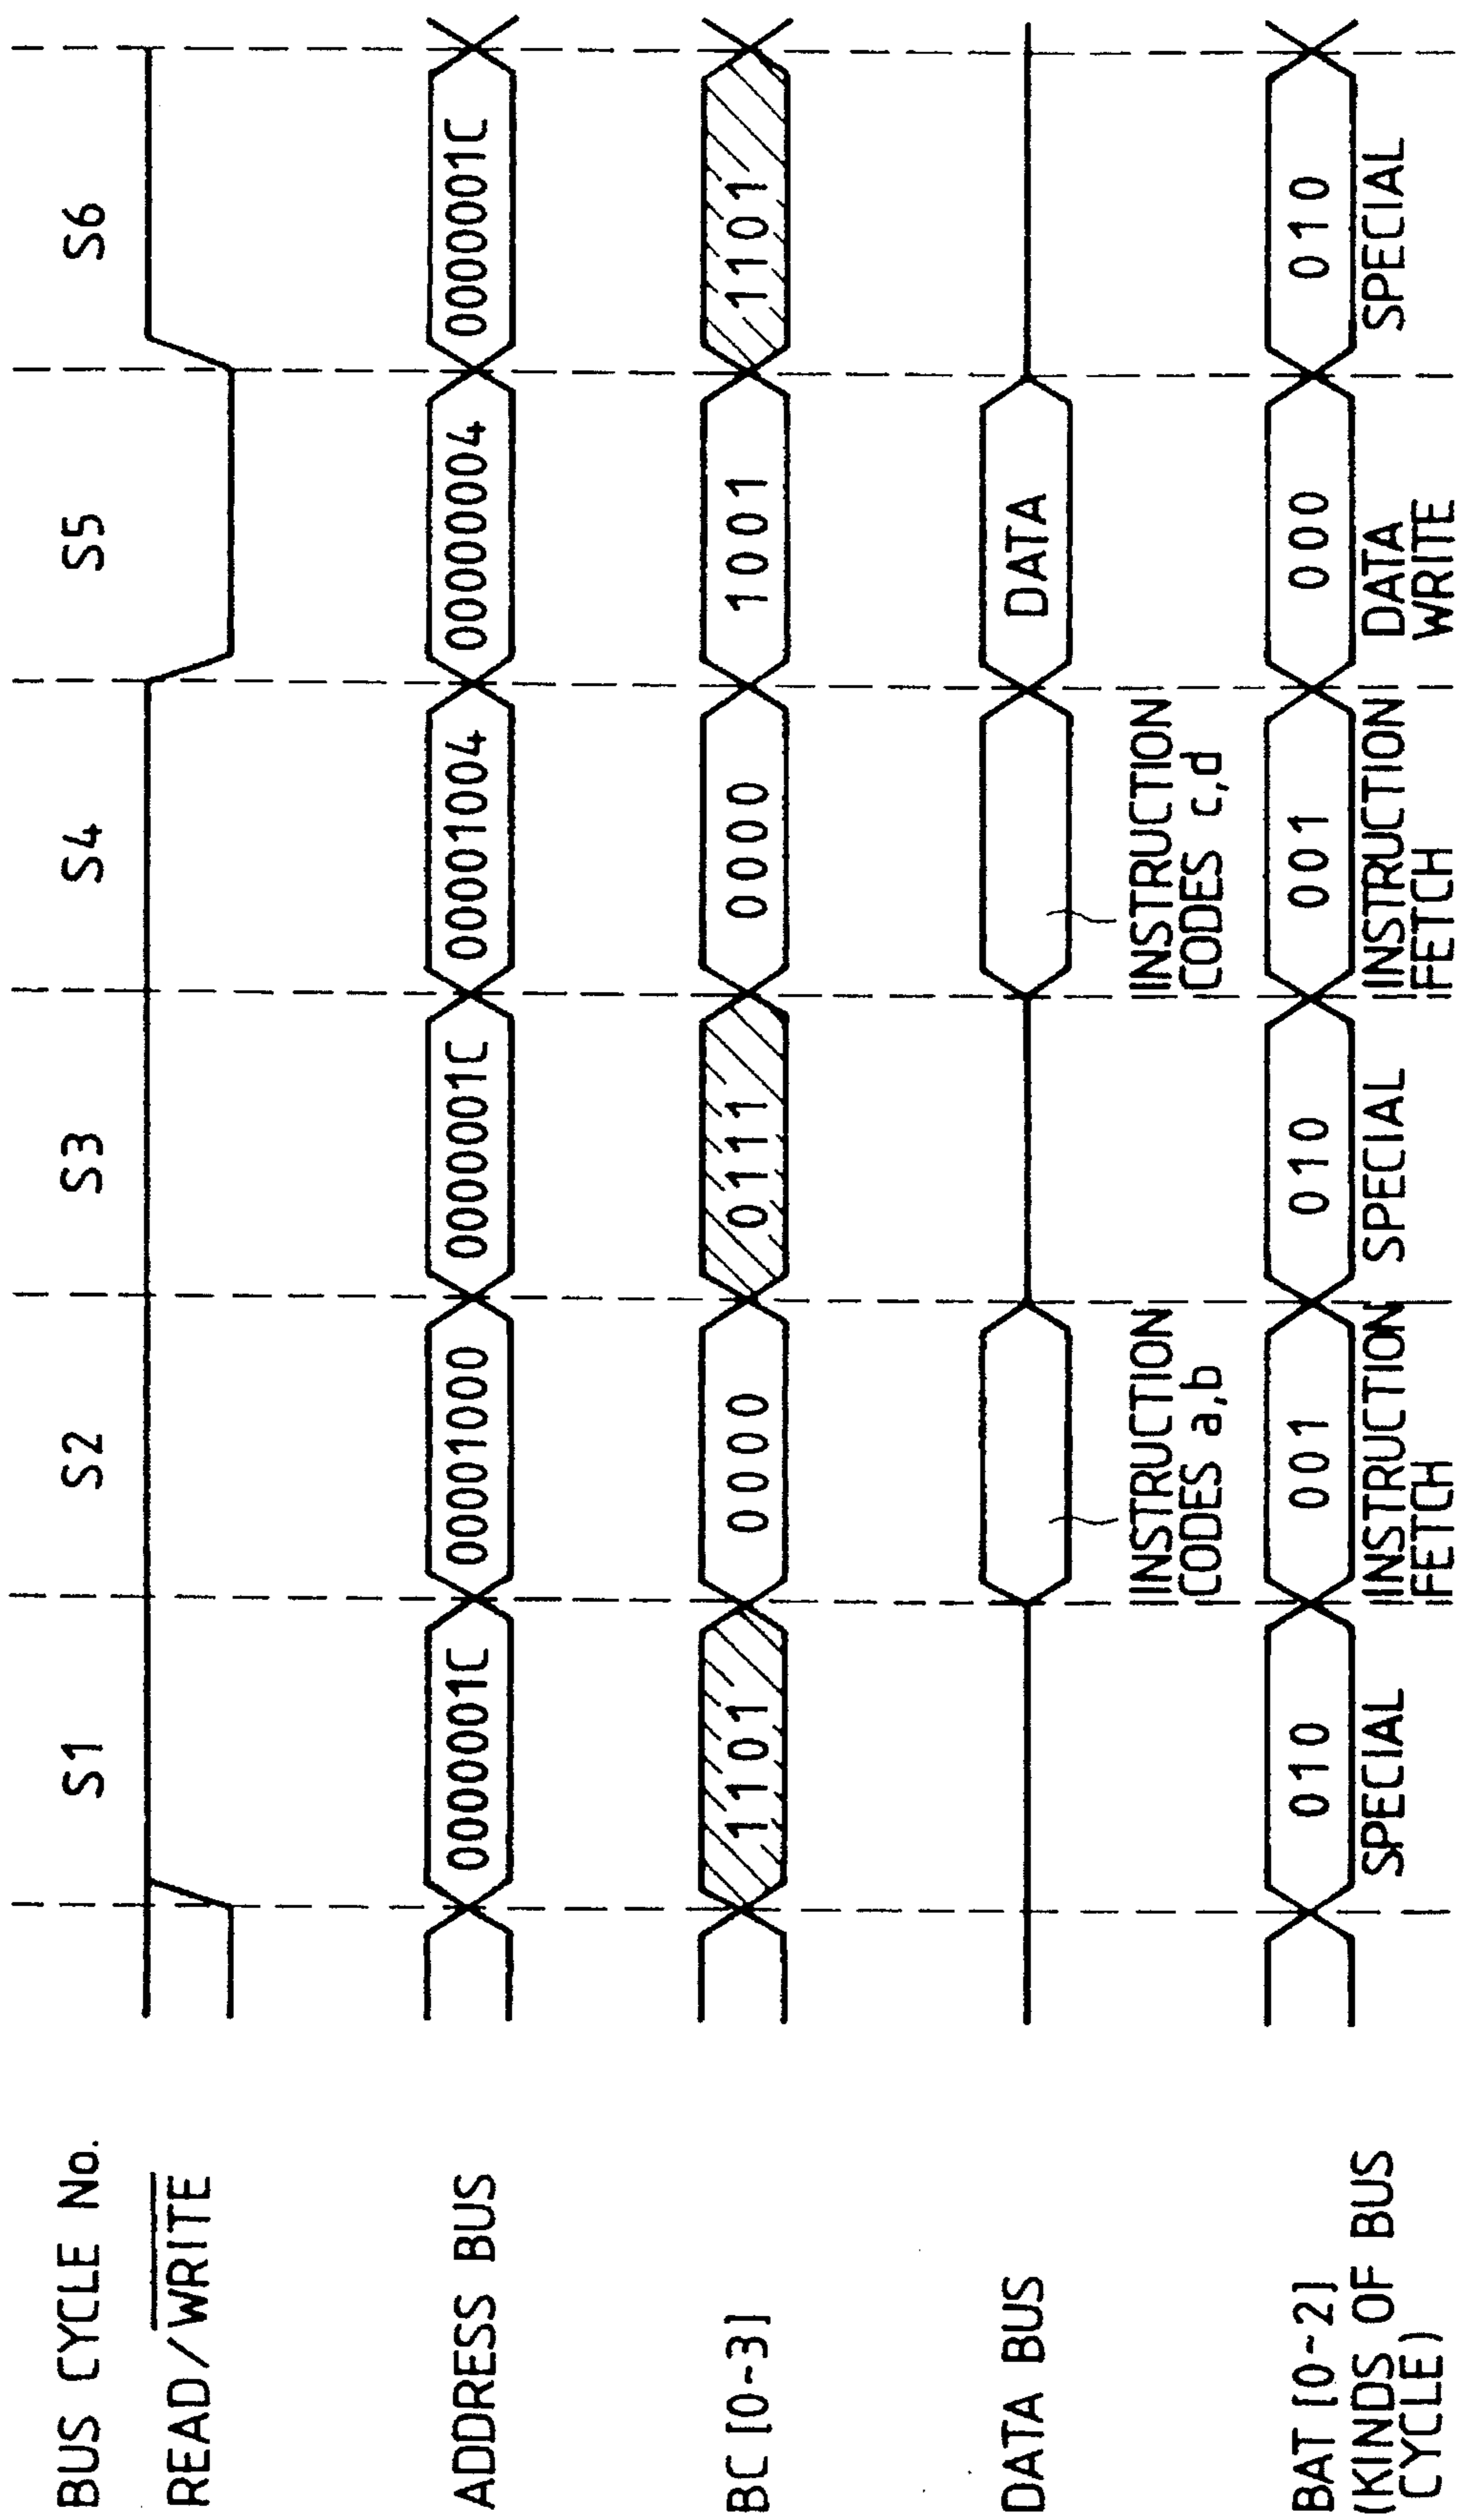 BUS CYCLE No. S1 S2 S3 S4 S5 S6
READ/WRITE
ADDRESS BUS 0000001C 00001000 0000001C 00001004 00000004 0000001C
BC [0~3] 1101 0000 0111 0000 1001 1101
DATA BUS DATA
INSTRUCTION CODES a,b
INSTRUCTION CODES c,d
BAT [0~2] 010 001 010 001 000 010
(KINDS OF BUS SPECIAL INSTRUCTION SPECIAL INSTRUCTION DATA SPECIAL
CYCLE) FETCH FETCH WRITE